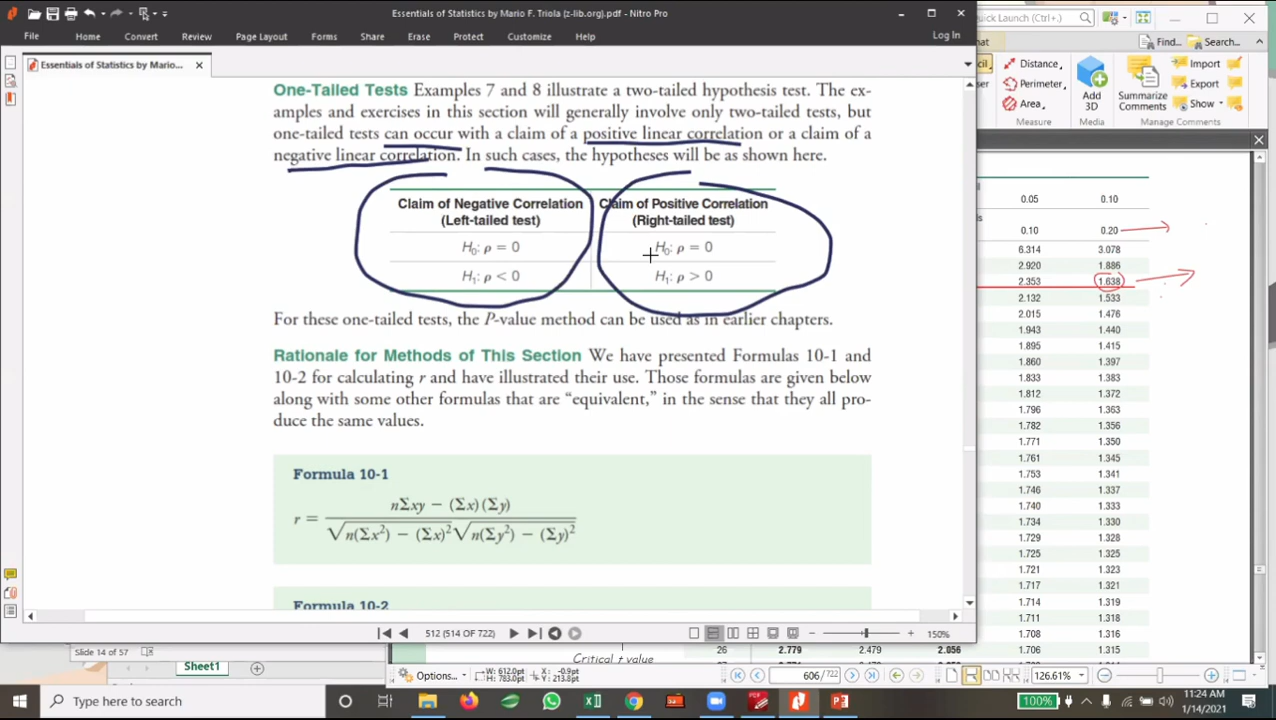 Essentials of Statistics by Mario F. Triola (z-lib.org).pdf - Nitro Pro
File Home Convert Review Page Layout Forms Share Erase Protect Customize Help Log In
Essentials of Statistics by Mario...
One-Tailed Tests Examples 7 and 8 illustrate a two-tailed hypothesis test. The ex-
amples and exercises in this section will generally involve only two-tailed tests, but
one-tailed tests can occur with a claim of a positive linear correlation or a claim of
negative linear correlation. In such cases, the hypotheses will be as shown here.
Claim of Negative Correlation
(Left-tailed test)
H₀: ρ = 0
H₁: ρ < 0
Claim of Positive Correlation
(Right-tailed test)
H₀: ρ = 0
H₁: ρ > 0
For these one-tailed tests, the P-value method can be used as in earlier chapters.
Rationale for Methods of This Section We have presented Formulas 10-1 and
10-2 for calculating r and have illustrated their use. Those formulas are given below
along with some other formulas that are “equivalent,” in the sense that they all pro-
duce the same values.
Formula 10-1
r = nΣxy − (Σx)(Σy) / √n(Σx²) − (Σx)² √n(Σy²) − (Σy)²
Formula 10-2
512 (514 OF 722)
150%
Quick Launch (Ctrl+.)
Find... Search...
Distance
Perimeter
Area
Measure
Add
3D
Summarize
Comments
Import
Export
Show
Manage Comments
0.05 0.10
0.10 0.20
6.314 3.078
2.920 1.886
2.353 1.638
2.132 1.533
2.015 1.476
1.943 1.440
1.895 1.415
1.860 1.397
1.833 1.383
1.812 1.372
1.796 1.363
1.782 1.356
1.771 1.350
1.761 1.345
1.753 1.341
1.746 1.337
1.740 1.333
1.734 1.330
1.729 1.328
1.725 1.325
1.721 1.323
1.717 1.321
1.714 1.319
1.711 1.318
1.708 1.316
26 2.779 2.479 2.056 1.706 1.315
Critical t value
Slide 14 of 57
Sheet1
Options...
W: 612.0pt
H: 783.0pt
X: -0.9pt
Y: 213.8pt
606 / 722
126.61%
Type here to search
100%
11:24 AM
1/14/2021